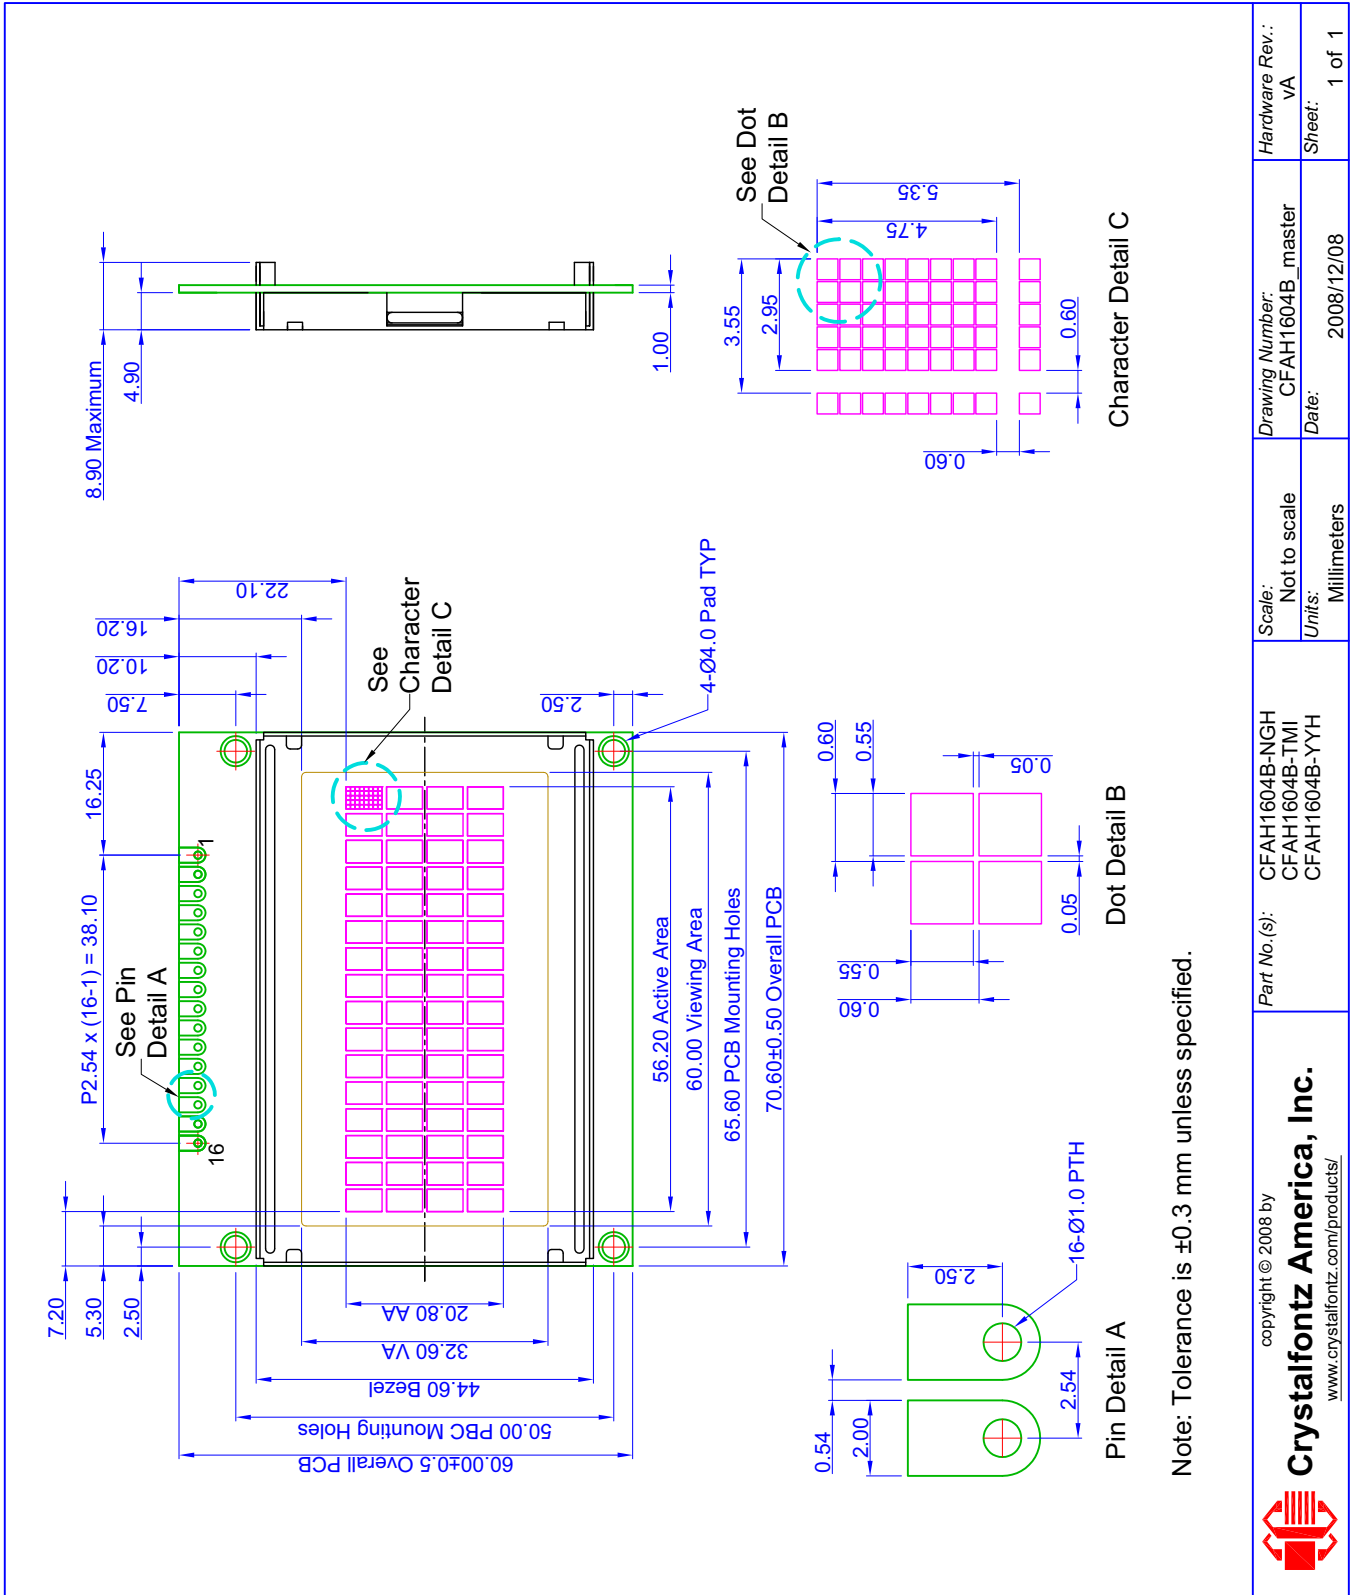 8.90 Maximum
4.90
1.00
See Dot
Detail B
5.35
4.75
3.55
2.95
0.60
0.60
Character Detail C
22.10
16.20
10.20
7.50
16.25
See
Character
Detail C
2.50
4-Ø4.0 Pad TYP
P2.54 x (16-1) = 38.10
See Pin
Detail A
1
16
56.20 Active Area
60.00 Viewing Area
65.60 PCB Mounting Holes
70.60±0.50 Overall PCB
7.20
5.30
2.50
20.80 AA
32.60 VA
44.60 Bezel
50.00 PBC Mounting Holes
60.00±0.5 Overall PCB
0.60
0.55
0.05
0.05
0.55
0.60
Dot Detail B
2.50
16-Ø1.0 PTH
0.54
2.00
2.54
Pin Detail A
Note: Tolerance is ±0.3 mm unless specified.
copyright © 2008 by
Crystalfontz America, Inc.
www.crystalfontz.com/products/
Part No.(s):
CFAH1604B-NGH
CFAH1604B-TMI
CFAH1604B-YYH
Scale:
Not to scale
Units:
Millimeters
Drawing Number:
CFAH1604B_master
Date:
2008/12/08
Hardware Rev.:
vA
Sheet:
1 of 1